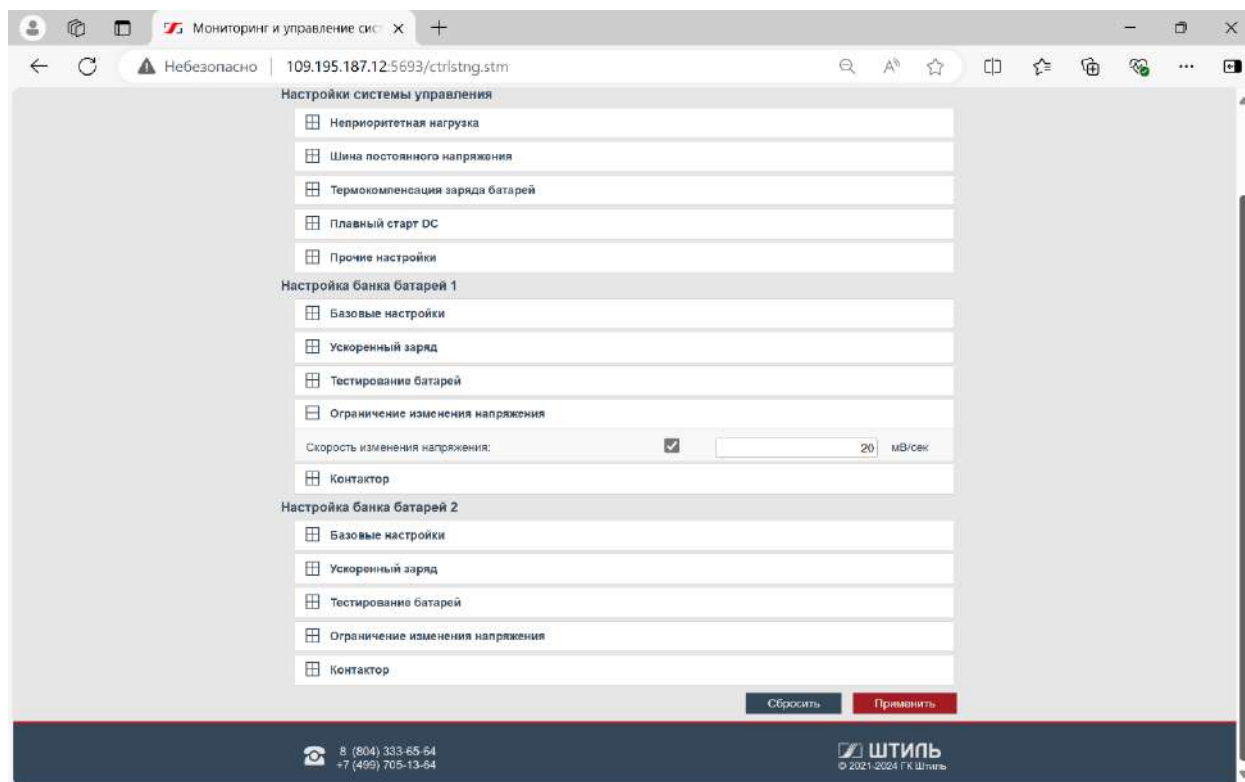 Мониторинг и управление сис
Небезопасно 109.195.187.12:5693/ctrlstng.stm
Настройки системы управления
Неприоритетная нагрузка
Шина постоянного напряжения
Термокомпенсация заряда батарей
Плавный старт DC
Прочие настройки
Настройка банка батарей 1
Базовые настройки
Ускоренный заряд
Тестирование батарей
Ограничение изменения напряжения
Скорость изменения напряжения: 20 мВ/сек
Контактор
Настройка банка батарей 2
Базовые настройки
Ускоренный заряд
Тестирование батарей
Ограничение изменения напряжения
Контактор
Сбросить Применить
8 (804) 333-65-64
+7 (499) 705-13-64
ШТИЛЬ
© 2021-2024 ГК Штиль